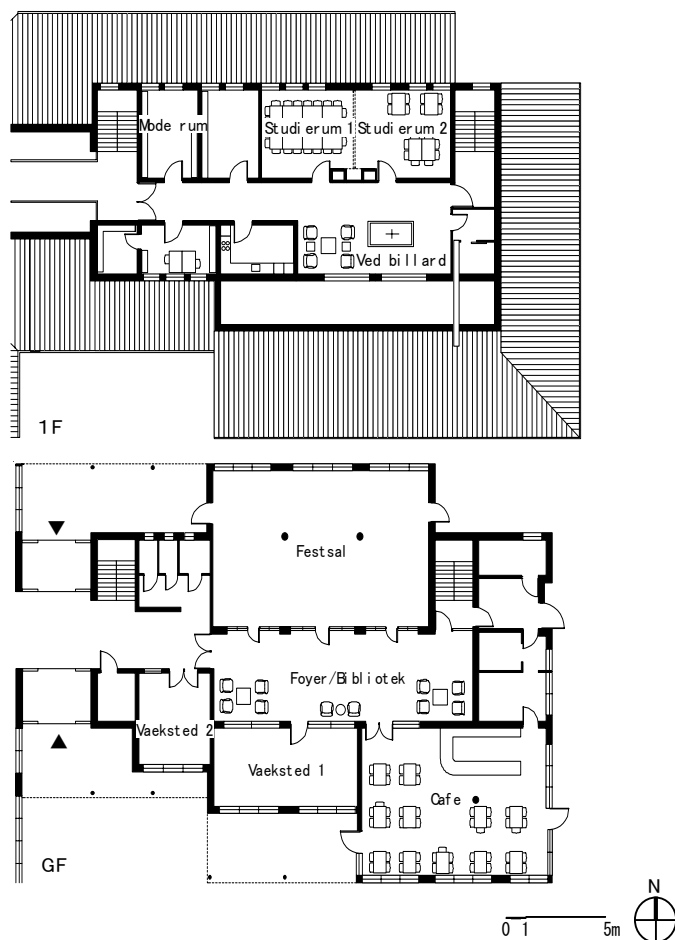 Mode rum
Studierum 1
Studierum 2
Ved billard
1F
Festsal
Foyer/Bibliotek
Vaeksted 2
Vaeksted 1
Cafe
GF
N
0 1 5m